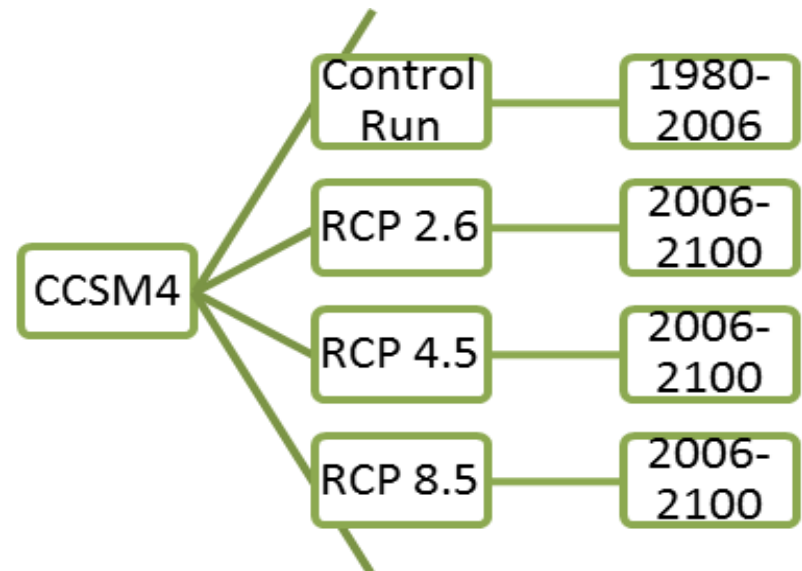 CCSM4
Control
Run
1980-
2006
RCP 2.6
2006-
2100
RCP 4.5
2006-
2100
RCP 8.5
2006-
2100